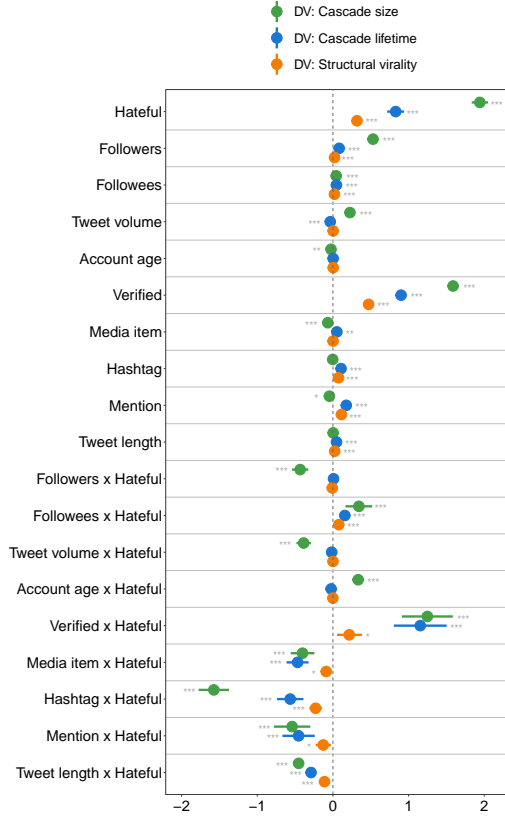 DV: Cascade size
DV: Cascade lifetime
DV: Structural virality
Hateful *** *** ***
Followers *** *** ***
Followees *** *** ***
Tweet volume *** ***
Account age **
Verified *** *** ***
Media item *** **
Hashtag *** ***
Mention * *** ***
Tweet length *** ***
Followers x Hateful ***
Followees x Hateful *** *** ***
Tweet volume x Hateful ***
Account age x Hateful ***
Verified x Hateful *** *** *
Media item x Hateful *** *** *
Hashtag x Hateful *** *** ***
Mention x Hateful *** *** *
Tweet length x Hateful *** *** ***
−2 −1 0 1 2